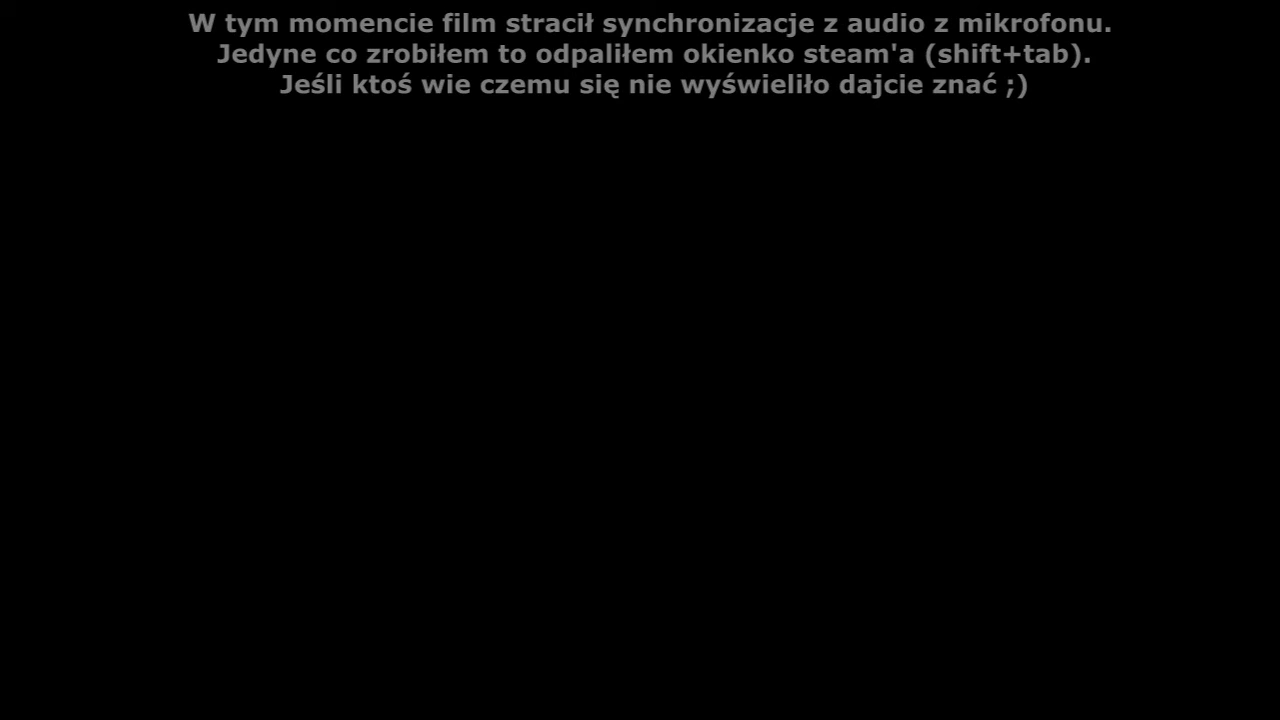 W tym momencie film stracił synchronizacje z audio z mikrofonu.
Jedyne co zrobiłem to odpaliłem okienko steam'a (shift+tab).
Jeśli ktoś wie czemu się nie wyświeliło dajcie znać ;)